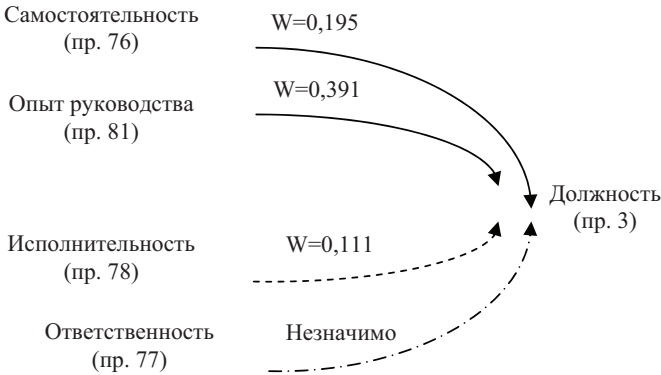 Самостоятельность
(пр. 76)
W=0,195
Опыт руководства
(пр. 81)
W=0,391
Должность
(пр. 3)
Исполнительность
(пр. 78)
W=0,111
Ответственность
(пр. 77)
Незначимо